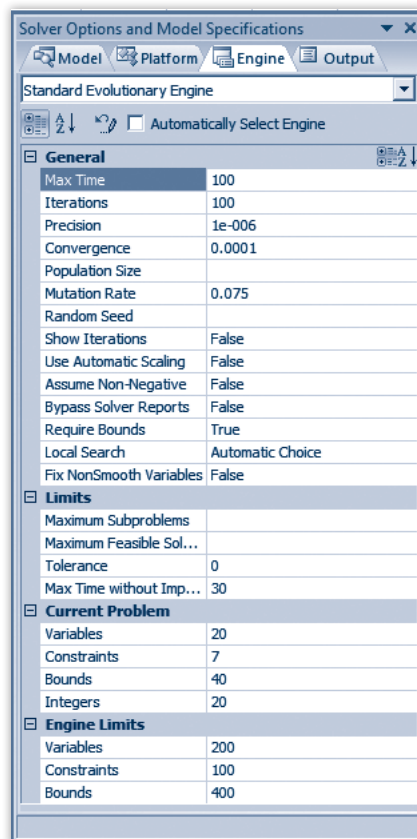 Solver Options and Model Specifications
Model Platform Engine Output
Standard Evolutionary Engine
Automatically Select Engine
General
Max Time 100
Iterations 100
Precision 1e-006
Convergence 0.0001
Population Size
Mutation Rate 0.075
Random Seed
Show Iterations False
Use Automatic Scaling False
Assume Non-Negative False
Bypass Solver Reports False
Require Bounds True
Local Search Automatic Choice
Fix NonSmooth Variables False
Limits
Maximum Subproblems
Maximum Feasible Sol...
Tolerance 0
Max Time without Imp... 30
Current Problem
Variables 20
Constraints 7
Bounds 40
Integers 20
Engine Limits
Variables 200
Constraints 100
Bounds 400